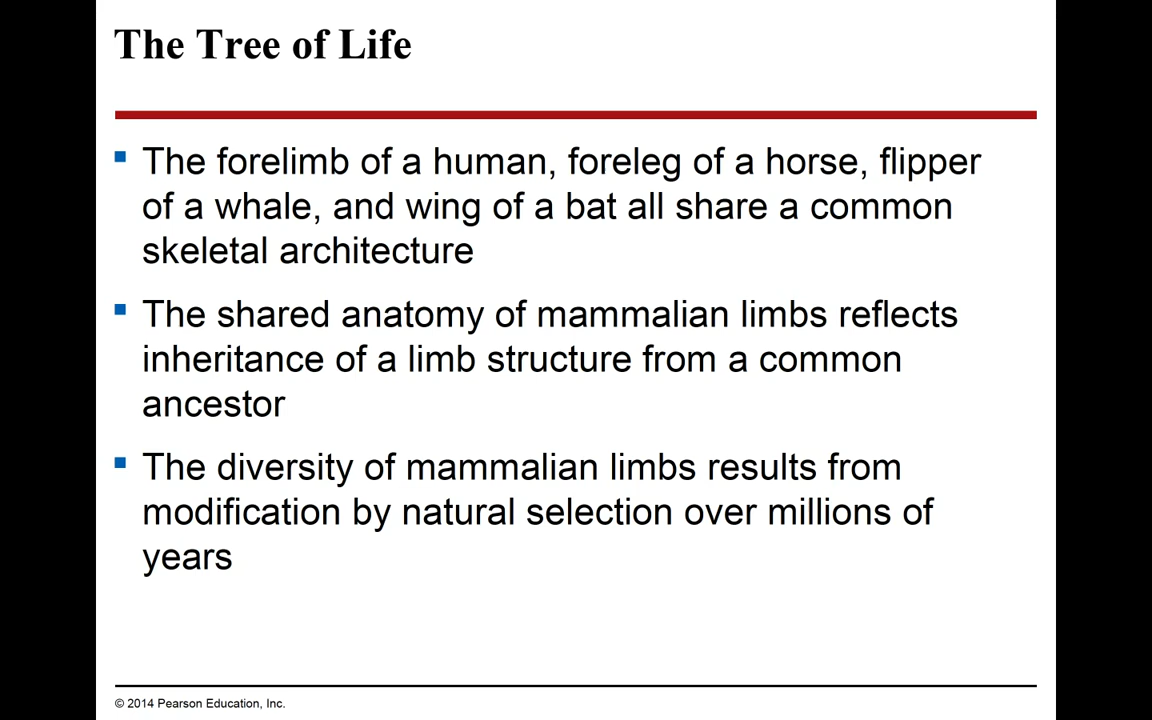 The Tree of Life
The forelimb of a human, foreleg of a horse, flipper
of a whale, and wing of a bat all share a common
skeletal architecture
The shared anatomy of mammalian limbs reflects
inheritance of a limb structure from a common
ancestor
The diversity of mammalian limbs results from
modification by natural selection over millions of
years
© 2014 Pearson Education, Inc.